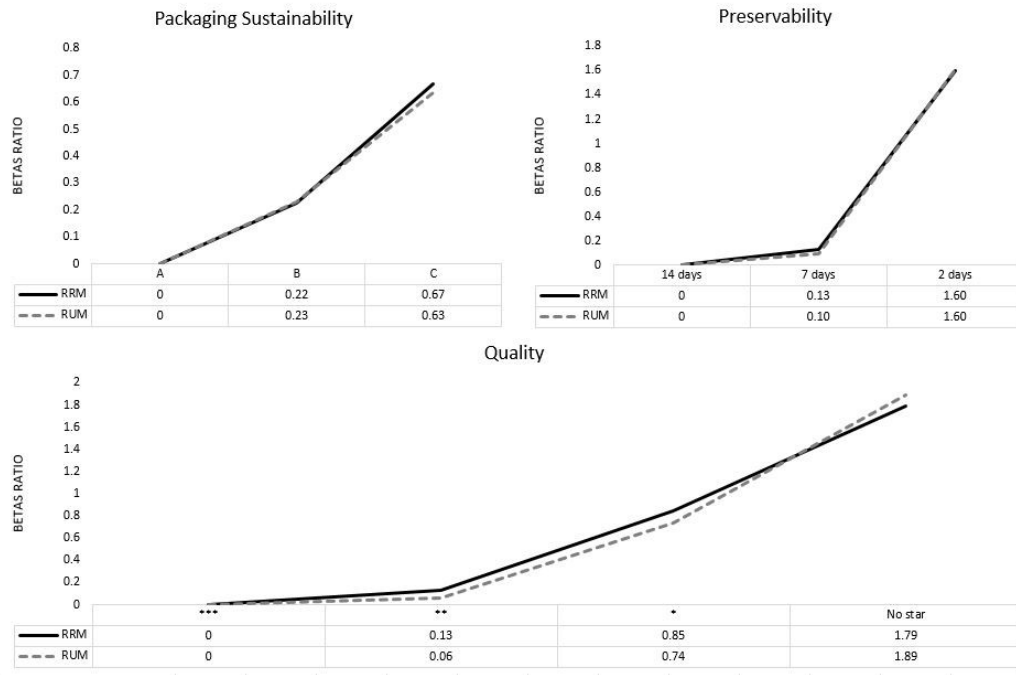 Packaging Sustainability
0.8
0.7
0.6
0.5
0.4
0.3
0.2
0.1
0
BETAS RATIO
A B C
RRM 0 0.22 0.67
RUM 0 0.23 0.63
Preservability
1.8
1.6
1.4
1.2
1
0.8
0.6
0.4
0.2
0
BETAS RATIO
14 days 7 days 2 days
RRM 0 0.13 1.60
RUM 0 0.10 1.60
Quality
2
1.8
1.6
1.4
1.2
1
0.8
0.6
0.4
0.2
0
BETAS RATIO
*** ** * No star
RRM 0 0.13 0.85 1.79
RUM 0 0.06 0.74 1.89